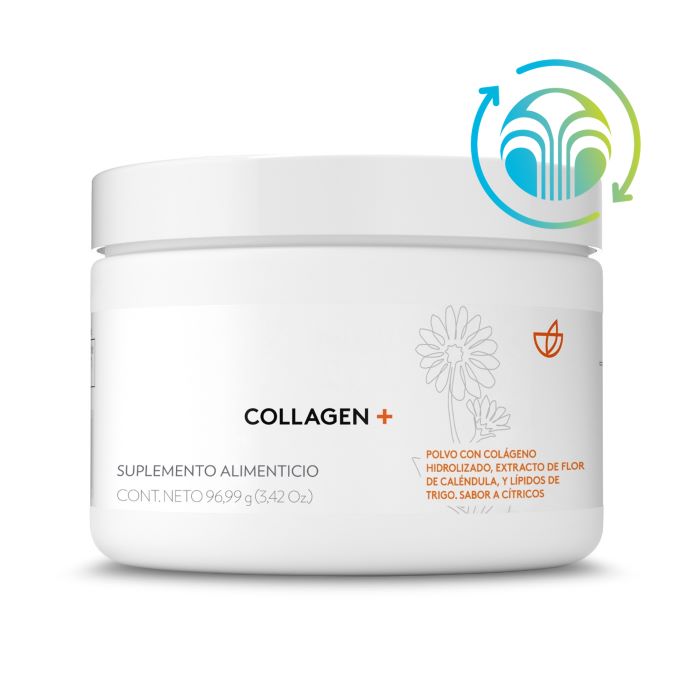 COLLAGEN +
SUPLEMENTO ALIMENTICIO
CONT. NETO 96,99 g (3,42 Oz.)
POLVO CON COLÁGENO
HIDROLIZADO, EXTRACTO DE FLOR
DE CALÉNDULA, Y LÍPIDOS DE
TRIGO. SABOR A CÍTRICOS